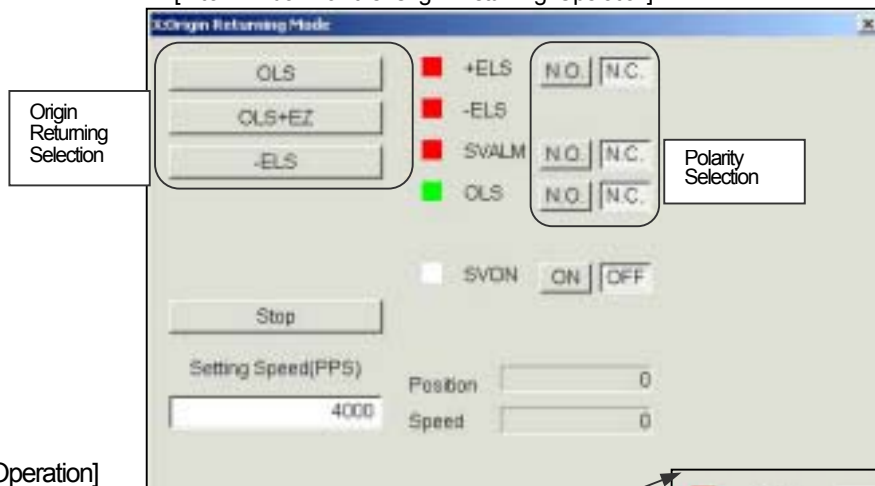 X:Origin Returning Mode
OLS
OLS+EZ
-ELS
Origin
Returning
Selection
+ELS N.O. N.C.
-ELS
SVALM N.O. N.C.
OLS N.O. N.C.
Polarity
Selection
SVON ON OFF
Stop
Setting Speed(PPS)
4000
Position 0
Speed 0
Operation]